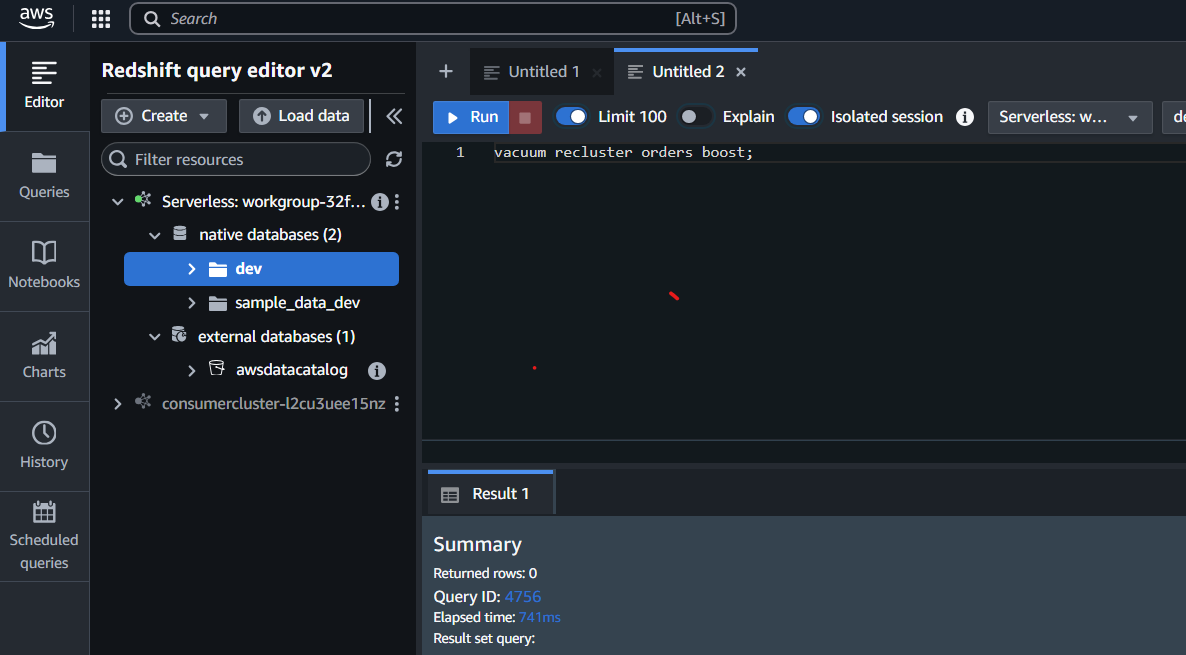 aws
Search [Alt+S]
Editor
Queries
Notebooks
Charts
History
Scheduled
queries
Redshift query editor v2
Create
Load data
Filter resources
Serverless: workgroup-32f...
native databases (2)
dev
sample_data_dev
external databases (1)
awsdatacatalog
consumercluster-l2cu3uee15nz
Untitled 1
Untitled 2
Run Limit 100 Explain Isolated session Serverless: w... de
1 vacuum recluster orders boost;
Result 1
Summary
Returned rows: 0
Query ID: 4756
Elapsed time: 741ms
Result set query: